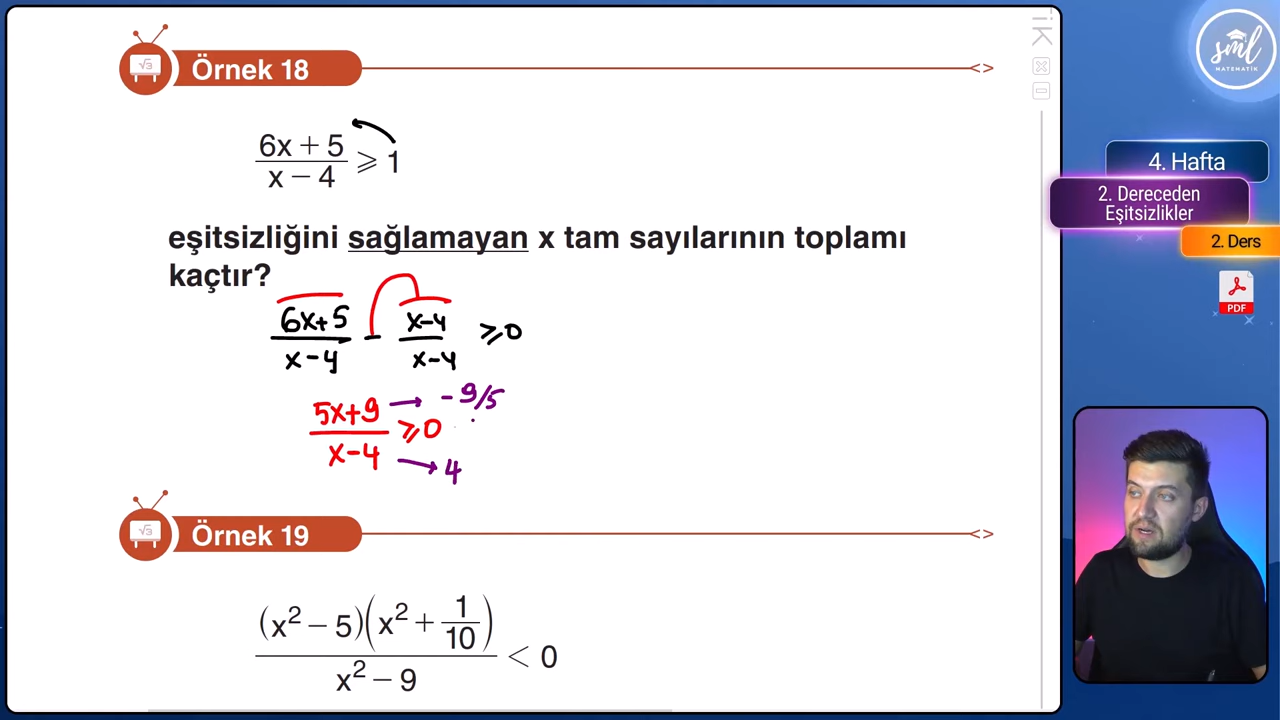 Örnek 18
6x + 5
x − 4
⩾ 1
eşitsizliğini sağlamayan x tam sayılarının toplamı
kaçtır?
6x+5
x-4
-
x-4
x-4
⩾0
5x+9 → -9/5
⩾0
x-4 → 4
Örnek 19
(x² − 5)(x² + 1/10)
x² − 9
< 0
sml
MATEMATİK
4. Hafta
2. Dereceden
Eşitsizlikler
2. Ders
PDF
√3
√3